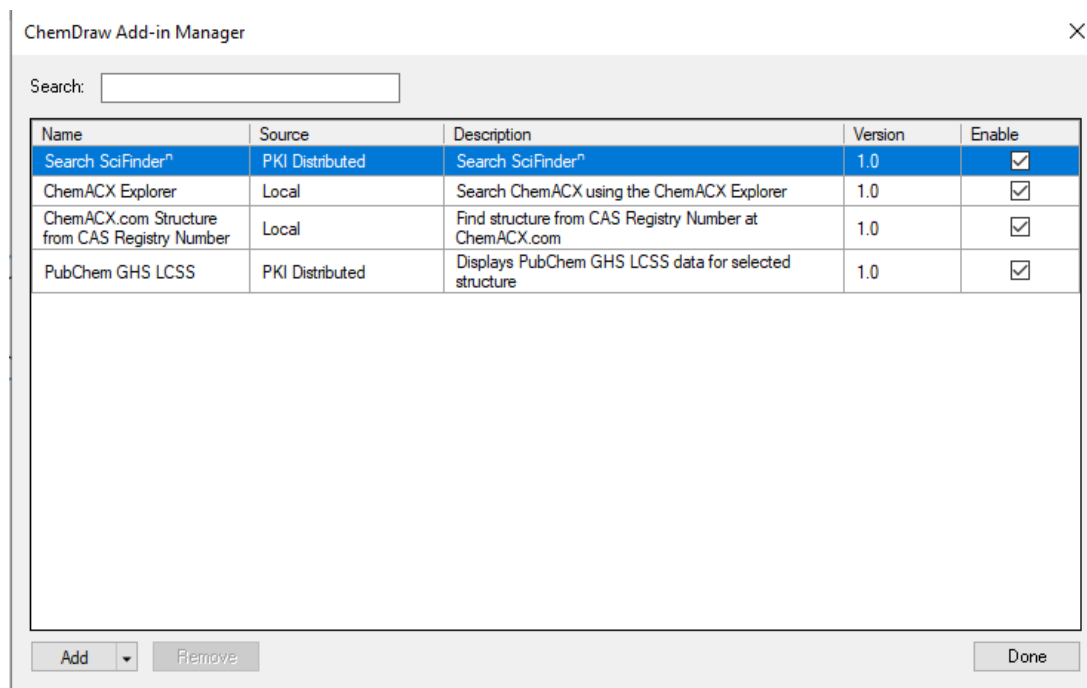 ChemDraw Add-in Manager
Search:
Name Source Description Version Enable
Search SciFinderⁿ PKI Distributed Search SciFinderⁿ 1.0
ChemACX Explorer Local Search ChemACX using the ChemACX Explorer 1.0
ChemACX.com Structure
from CAS Registry Number Local Find structure from CAS Registry Number at
ChemACX.com 1.0
PubChem GHS LCSS PKI Distributed Displays PubChem GHS LCSS data for selected
structure 1.0
Add Remove Done